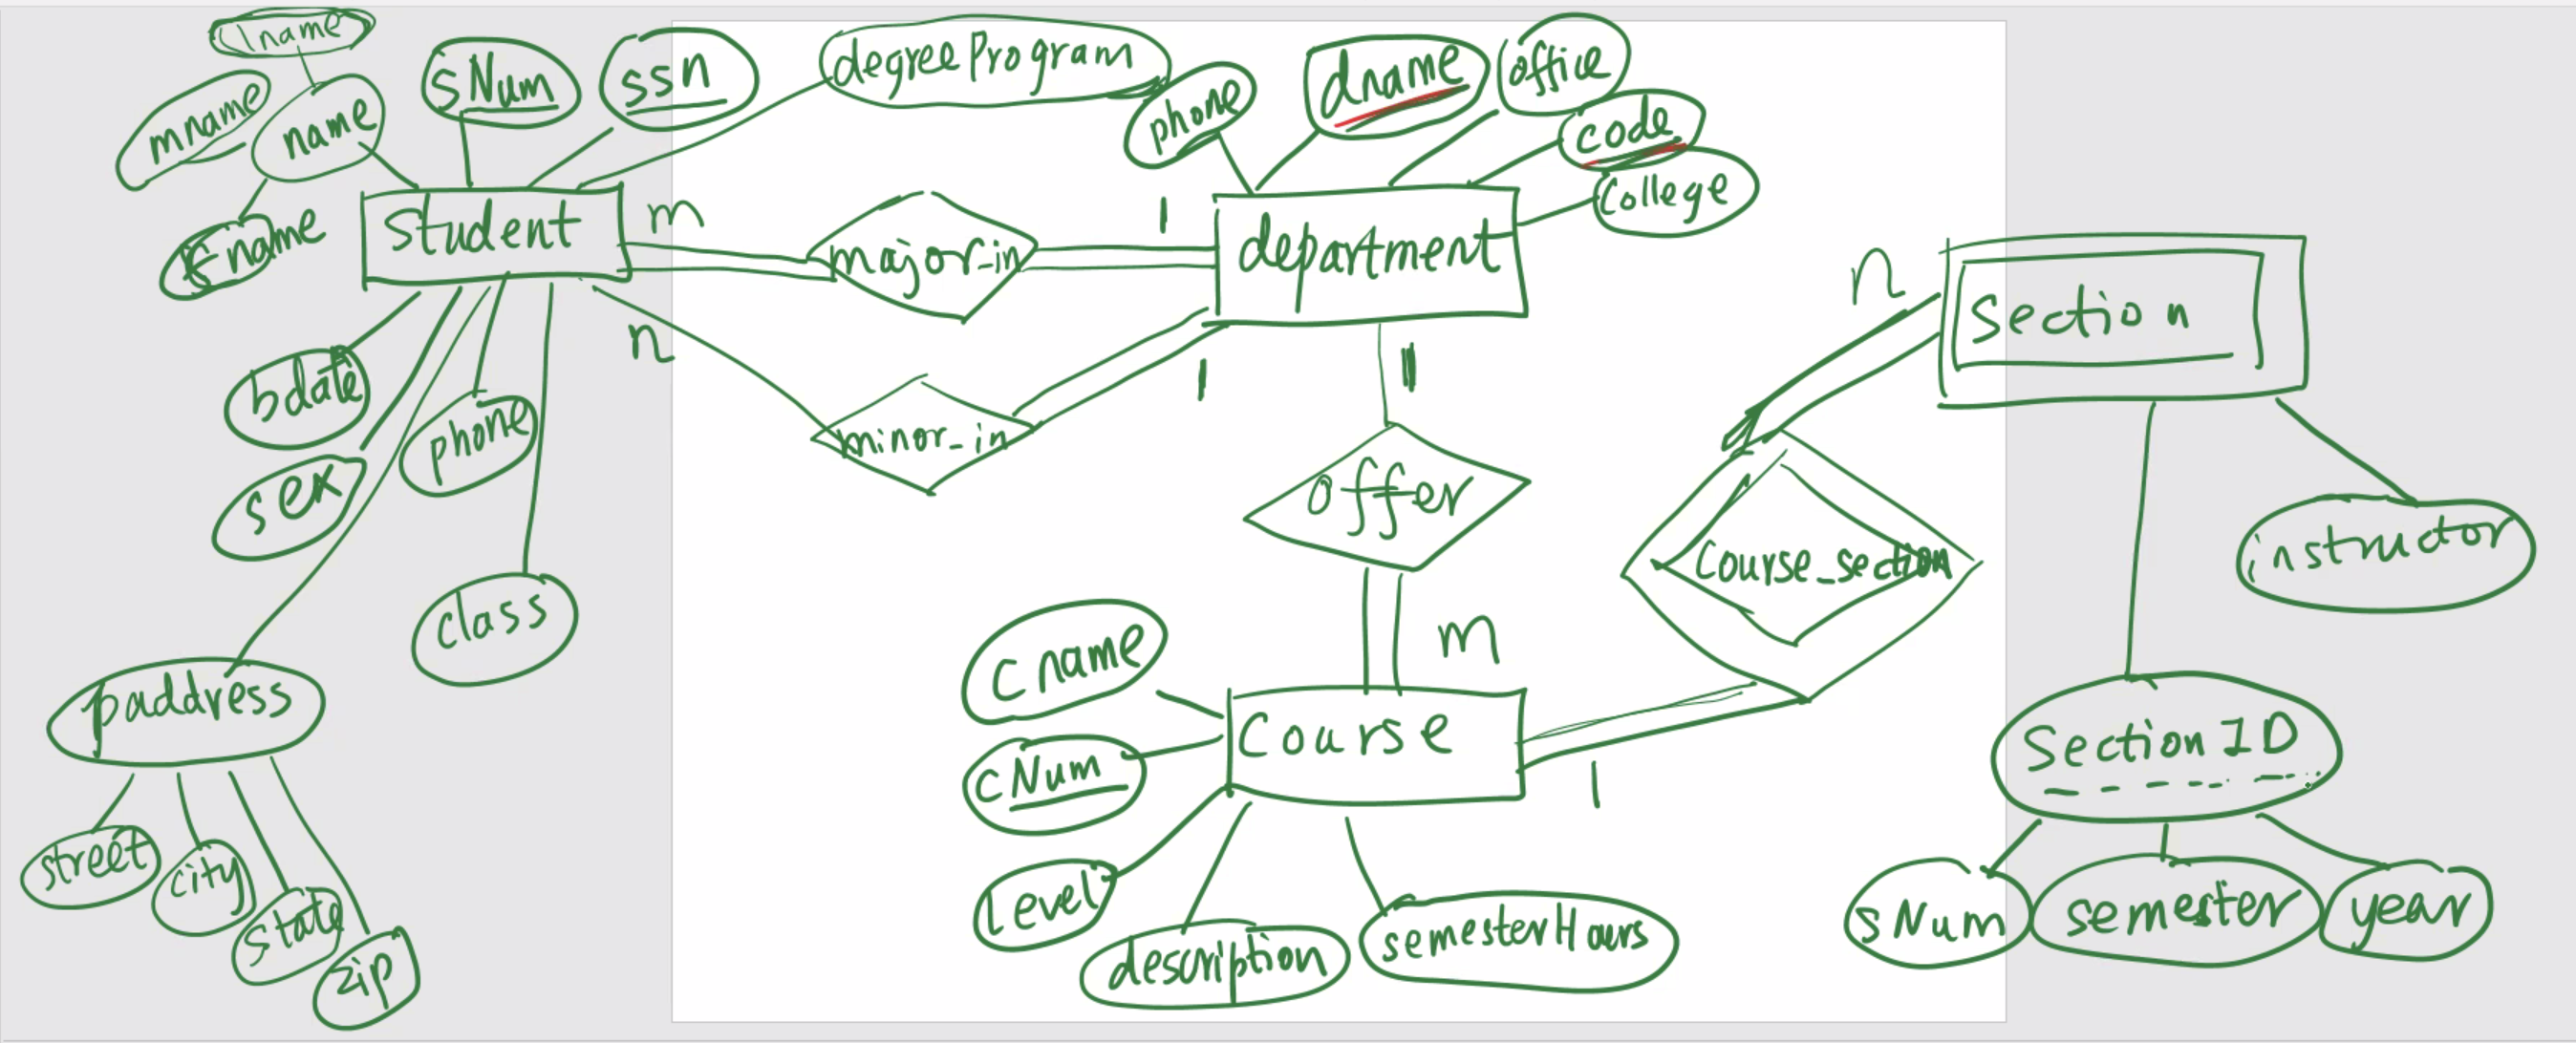 lname
mname
name
fname
sNum
ssn
degreeProgram
phone
dname
office
code
College
Student
m
major_in
1
department
n
minor_in
1
1
n
Section
bdate
sex
phone
class
offer
m
Course_section
instructor
paddress
street
city
state
zip
cname
cNum
Level
description
semesterHours
Course
1
Section ID
sNum
semester
year